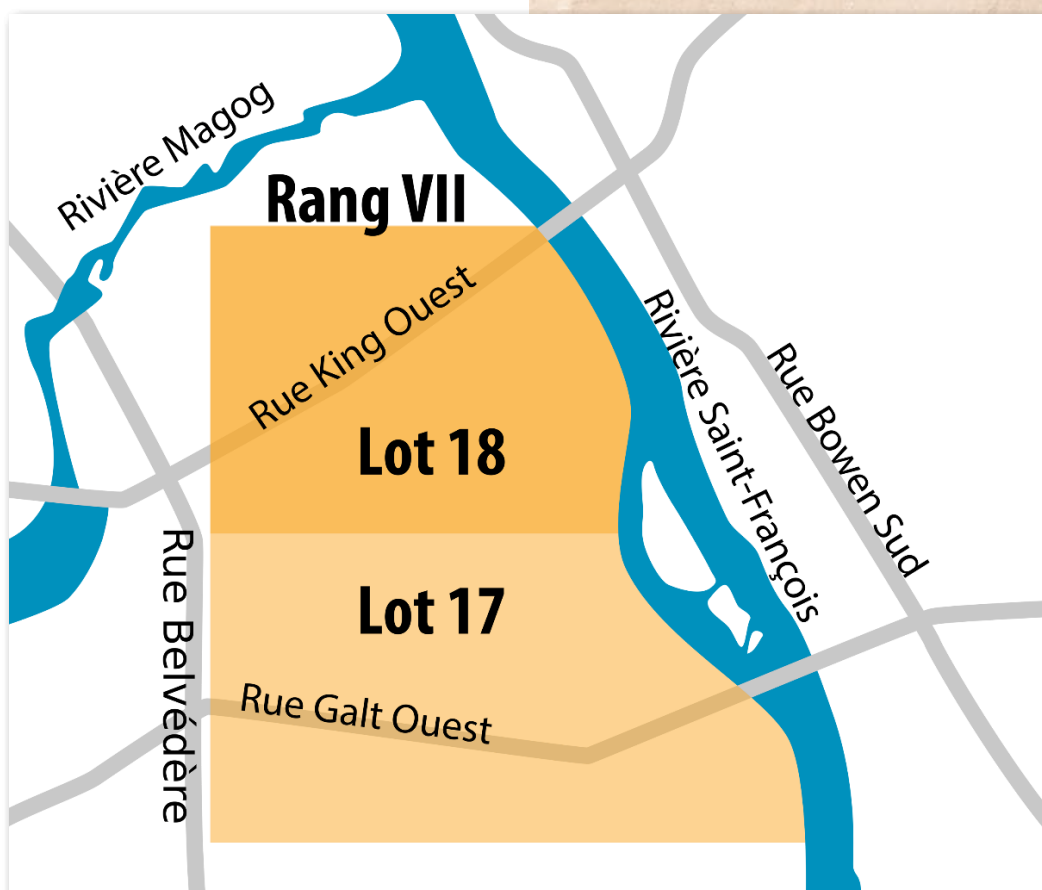 Rivière Magog
Rang VII
Rue King Ouest
Rivière Saint-François
Rue Bowen Sud
Lot 18
Rue Belvédère
Lot 17
Rue Galt Ouest